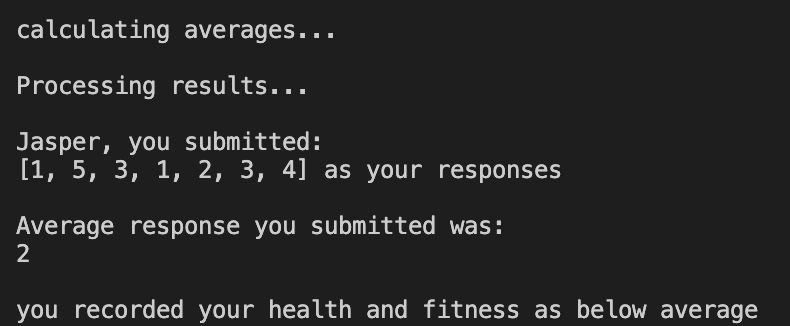 calculating averages...
Processing results...
Jasper, you submitted:
[1, 5, 3, 1, 2, 3, 4] as your responses
Average response you submitted was:
2
you recorded your health and fitness as below average